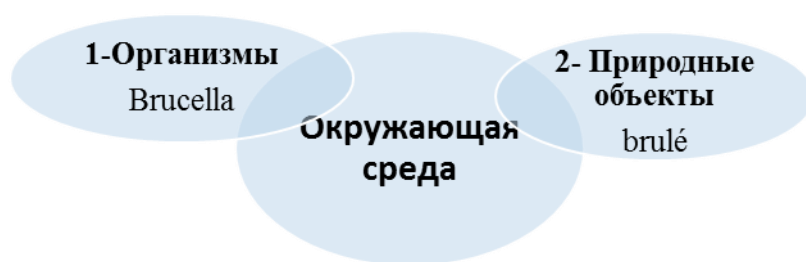 1-Организмы
Brucella
Окружающая
среда
2- Природные
объекты
brulé